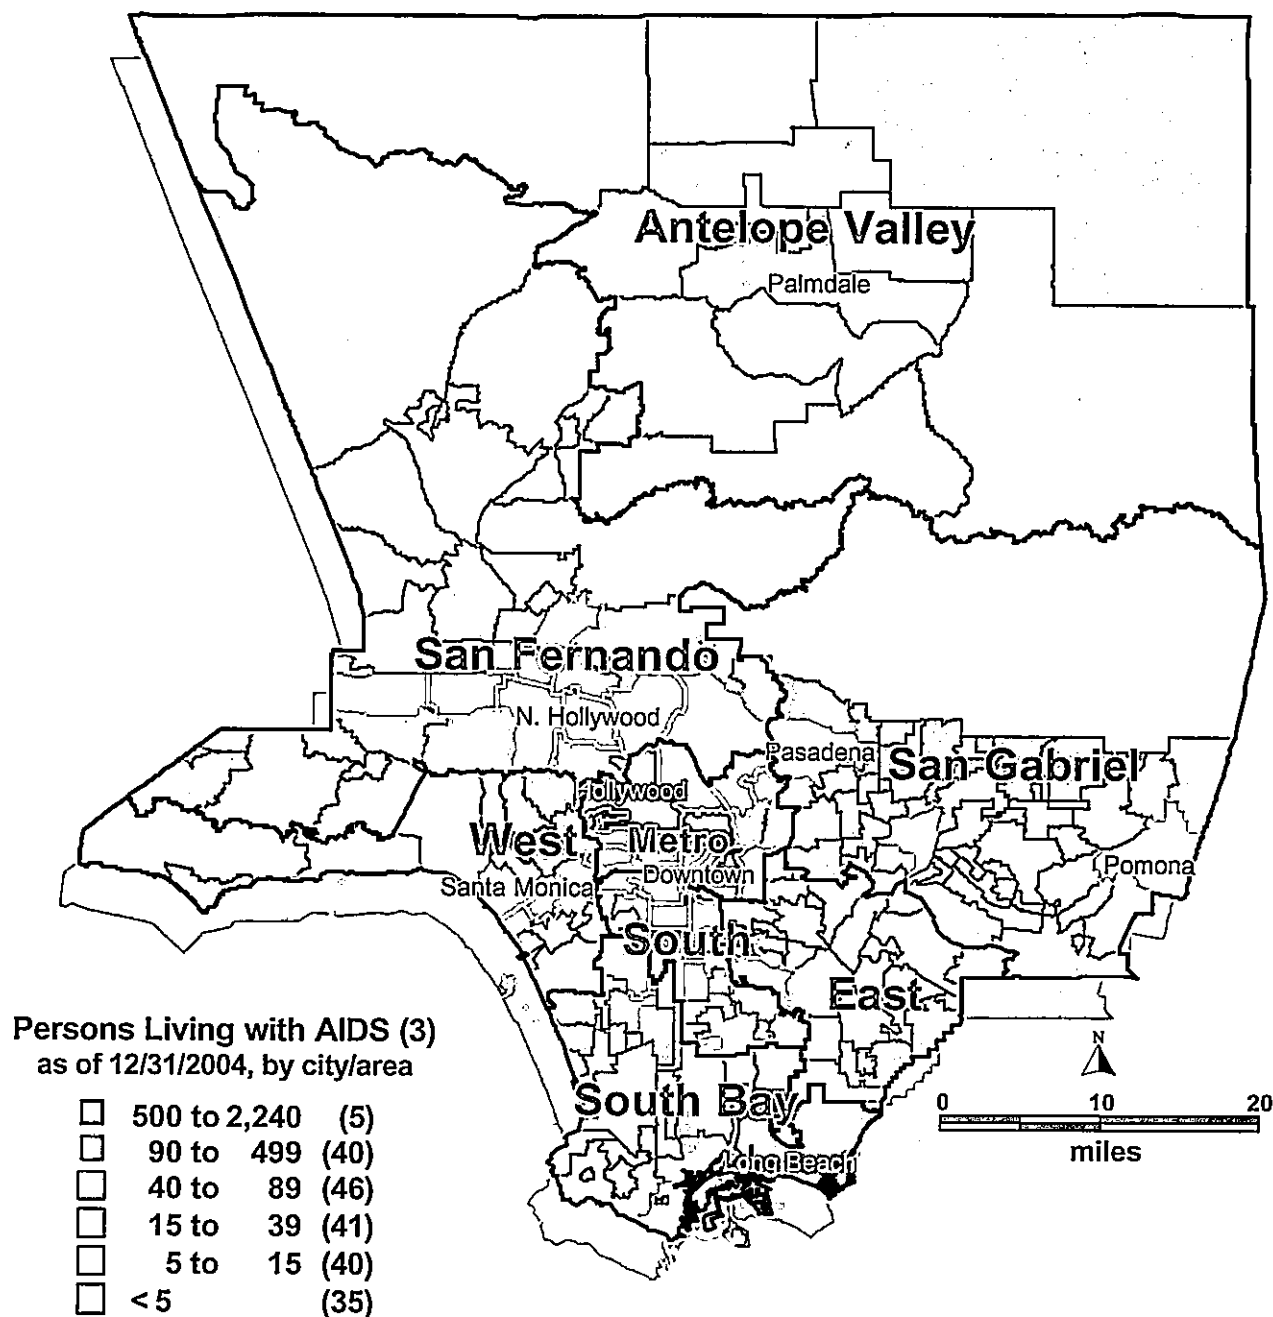 Antelope Valley
Palmdale
San Fernando
N. Hollywood
Pasadena
San Gabriel
Hollywood
West
Metro
Santa Monica
Downtown
Pomona
South
East
South Bay
Long Beach
Persons Living with AIDS (3)
as of 12/31/2004, by city/area
500 to 2,240 (5)
90 to 499 (40)
40 to 89 (46)
15 to 39 (41)
5 to 15 (40)
< 5 (35)
N
0 10 20
miles